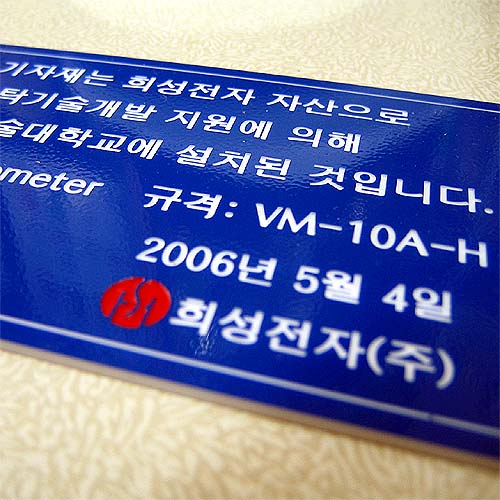 기자재는 희성전자 자산으로
탁기술개발 지원에 의해
술대학교에 설치된 것입니다.
ometer 규격: VM-10A-H
2006년 5월 4일
희성전자(주)